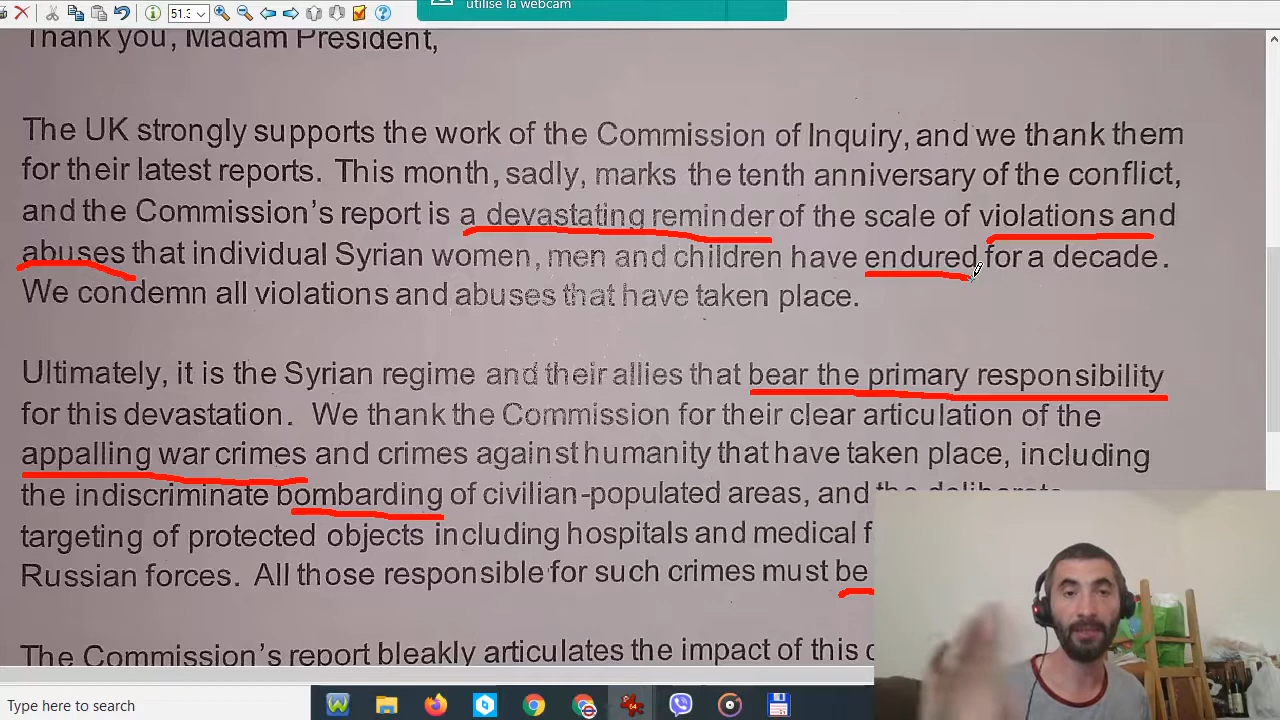 utilise la webcam
51.3
Thank you, Madam President,
The UK strongly supports the work of the Commission of Inquiry, and we thank them
for their latest reports. This month, sadly, marks the tenth anniversary of the conflict,
and the Commission's report is a devastating reminder of the scale of violations and
abuses that individual Syrian women, men and children have endured for a decade.
We condemn all violations and abuses that have taken place.
Ultimately, it is the Syrian regime and their allies that bear the primary responsibility
for this devastation. We thank the Commission for their clear articulation of the
appalling war crimes and crimes against humanity that have taken place, including
the indiscriminate bombarding of civilian-populated areas, and the deliberate
targeting of protected objects including hospitals and medical f
Russian forces. All those responsible for such crimes must be
The Commission's report bleakly articulates the impact of this c
Type here to search
64